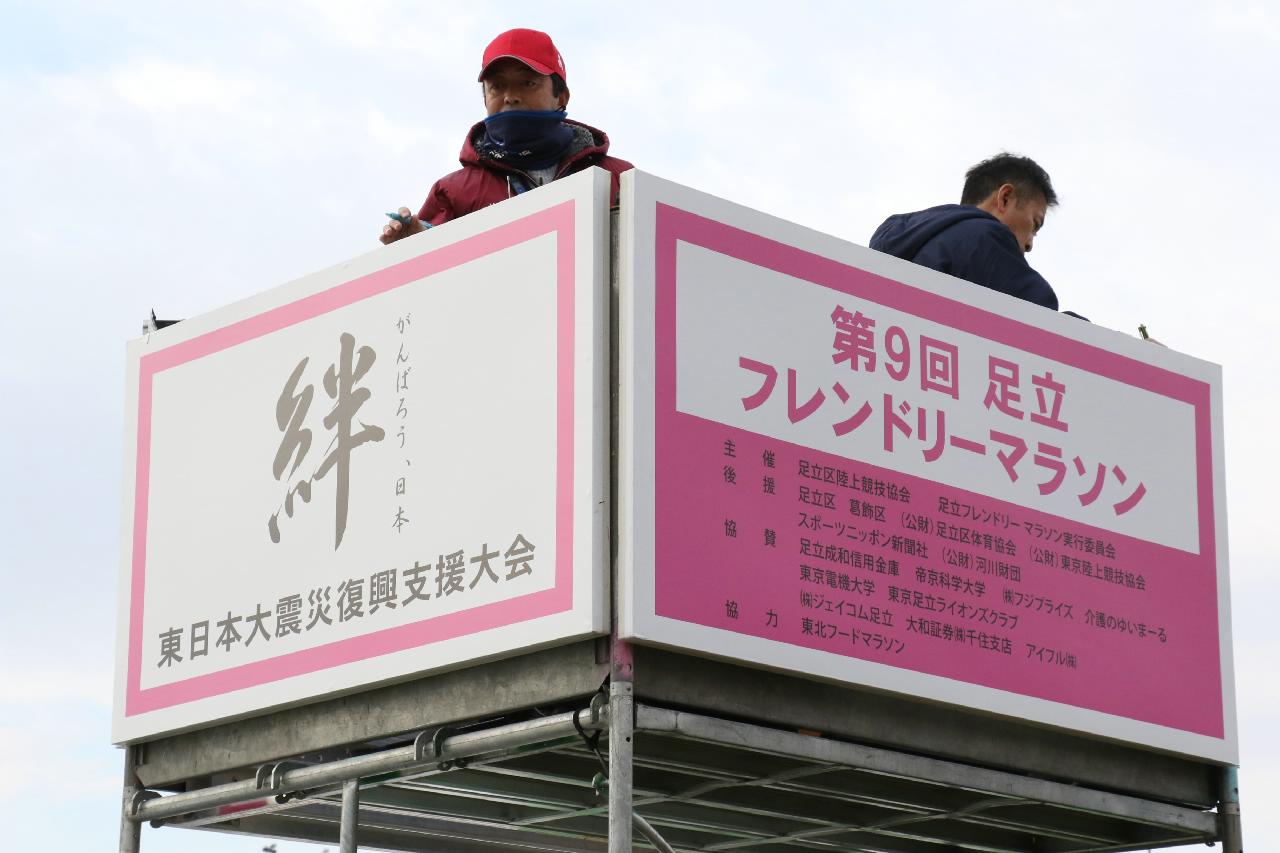 絆
がんばろう、日本
東日本大震災復興支援大会
第9回 足立
フレンドリーマラソン
主催 足立区陸上競技協会 足立フレンドリー マラソン実行委員会
後援 足立区 葛飾区 (公財)足立区体育協会 (公財)東京陸上競技協会
スポーツニッポン新聞社 (公財)河川財団
協賛 足立成和信用金庫 帝京科学大学 ㈱フジプライズ 介護のゆいまーる
東京電機大学 東京足立ライオンズクラブ
㈱ジェイコム足立 大和証券㈱千住支店 アイフル㈱
協力 東北フードマラソン